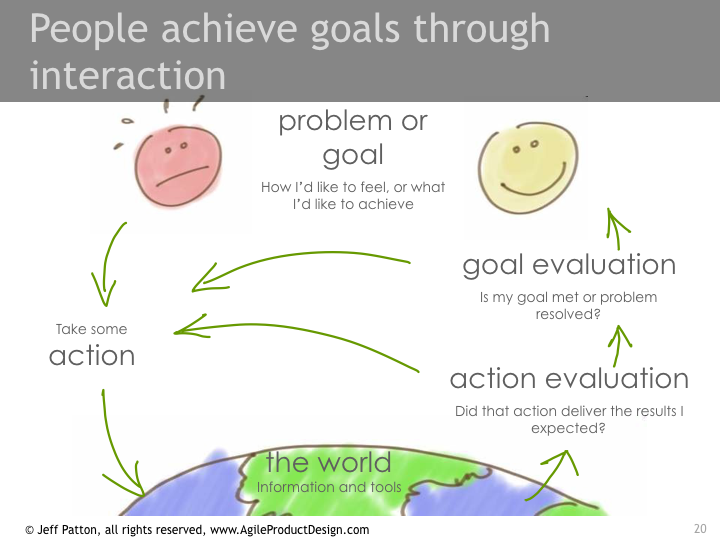 People achieve goals through
interaction
problem or
goal
How I’d like to feel, or what
I’d like to achieve
goal evaluation
Is my goal met or problem
resolved?
Take some
action
action evaluation
Did that action deliver the results I
expected?
the world
Information and tools
© Jeff Patton, all rights reserved, www.AgileProductDesign.com
20